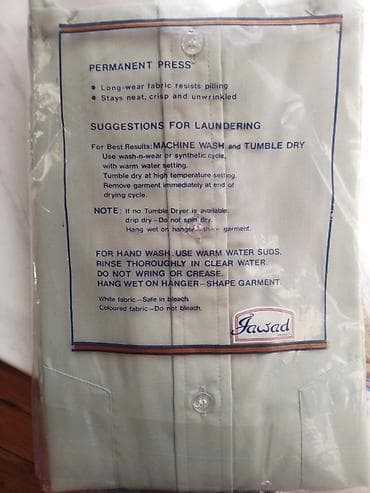 PERMANENT PRESS™
• Long-wear fabric resists pilling
• Stays neat, crisp and unwrinkled
SUGGESTIONS FOR LAUNDERING
For Best Results: MACHINE WASH and TUMBLE DRY
Use wash-n-wear or synthetic cycle,
with warm water setting.
Tumble dry at high temperature setting.
Remove garment immediately at end of
drying cycle.
NOTE: If no Tumble Dryer is available:
drip dry-Do not spin dry.
Hang wet on hanger-shape garment.
FOR HAND WASH. USE WARM WATER SUDS.
RINSE THOROUGHLY IN CLEAR WATER.
DO NOT WRING OR CREASE.
HANG WET ON HANGER-SHAPE GARMENT
White fabric-Safe in bleach.
Coloured fabric-Do not bleach.
Jawad